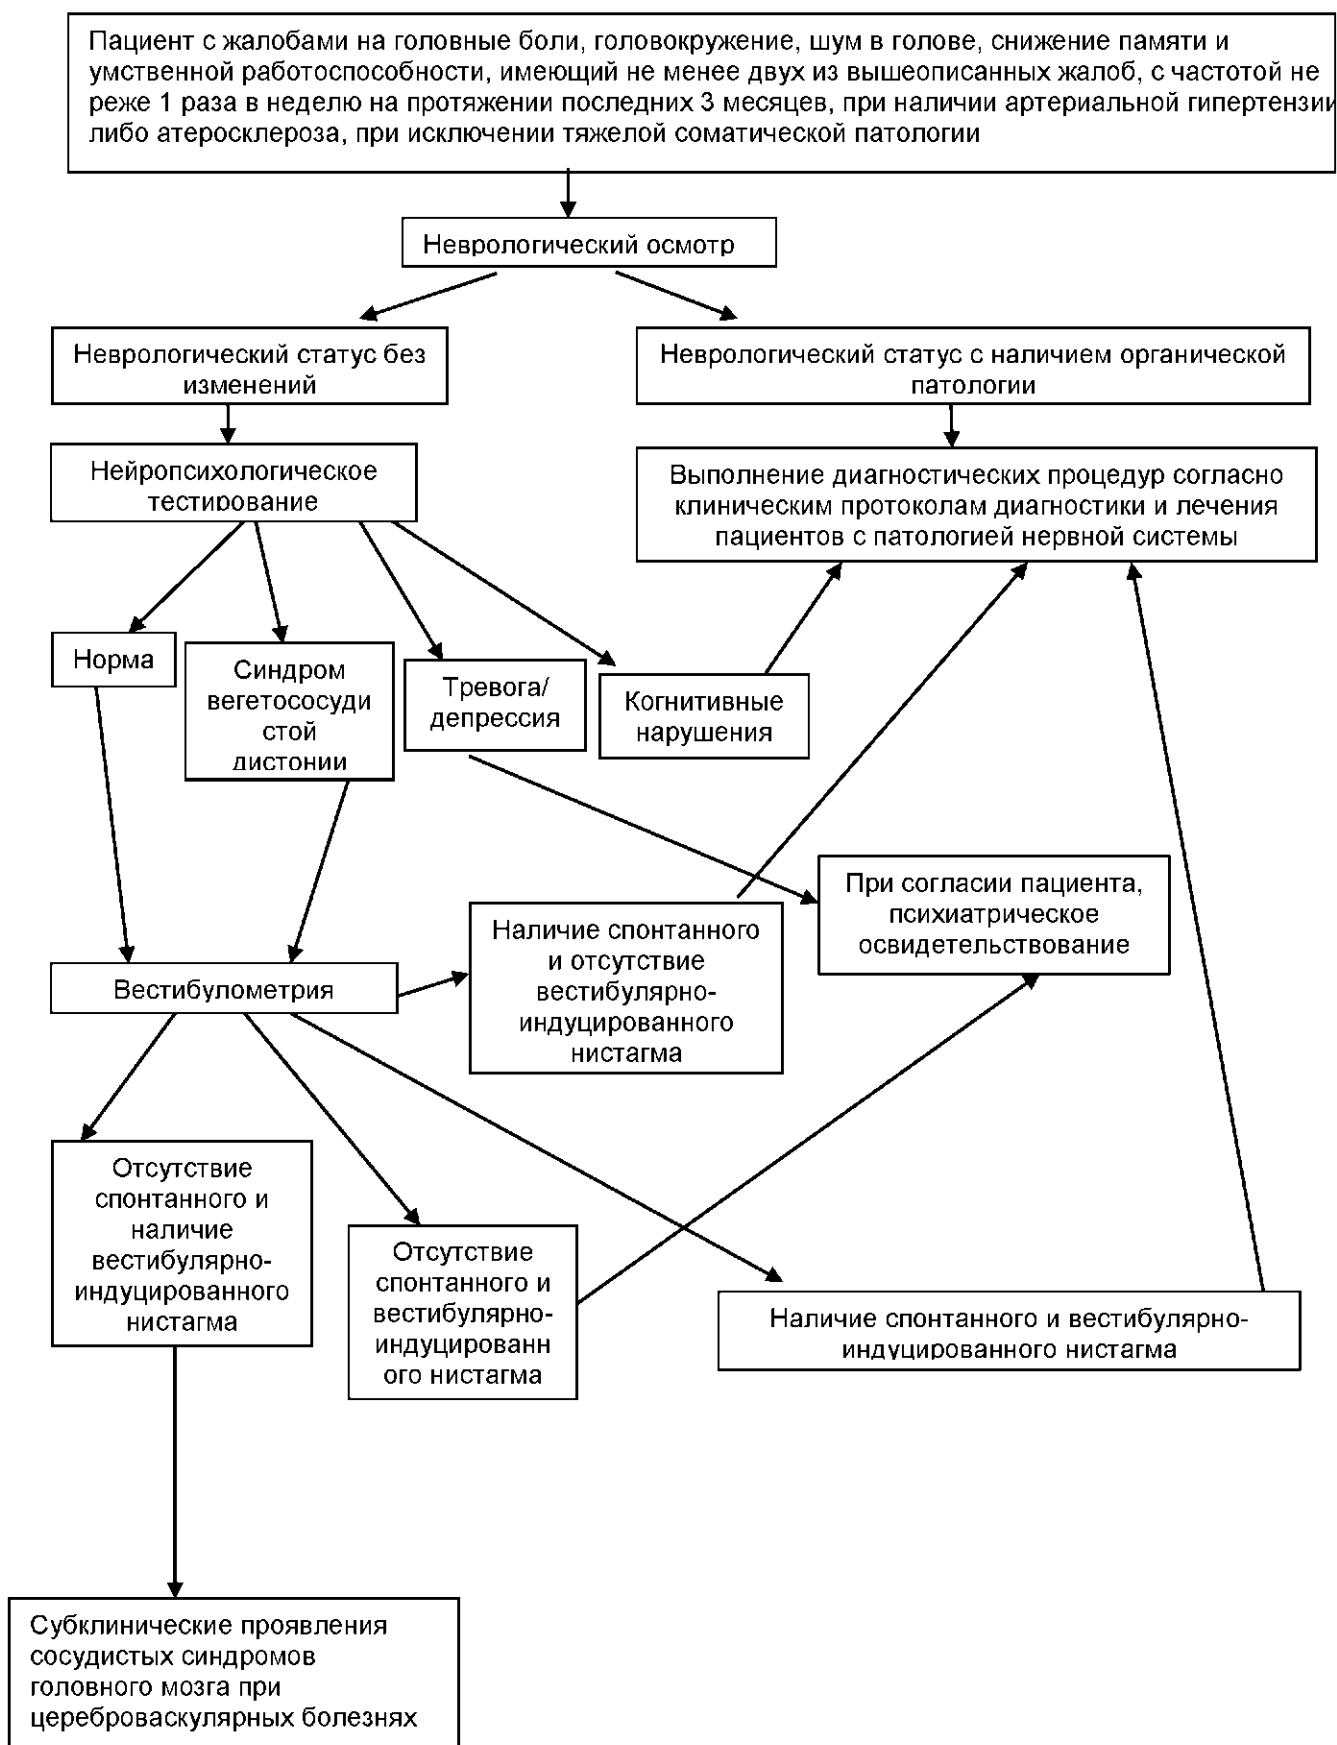 Пациент с жалобами на головные боли, головокружение, шум в голове, снижение памяти и
умственной работоспособности, имеющий не менее двух из вышеописанных жалоб, с частотой не
реже 1 раза в неделю на протяжении последних 3 месяцев, при наличии артериальной гипертензии
либо атеросклероза, при исключении тяжелой соматической патологии
Неврологический осмотр
Неврологический статус без
изменений
Неврологический статус с наличием органической
патологии
Нейропсихологическое
тестирование
Выполнение диагностических процедур согласно
клиническим протоколам диагностики и лечения
пациентов с патологией нервной системы
Норма
Синдром
вегетососуди
стой
дистонии
Тревога/
депрессия
Когнитивные
нарушения
При согласии пациента,
психиатрическое
освидетельствование
Наличие спонтанного
и отсутствие
вестибулярно-
индуцированного
нистагма
Вестибулометрия
Отсутствие
спонтанного и
наличие
вестибулярно-
индуцированного
нистагма
Отсутствие
спонтанного и
вестибулярно-
индуцированн
ого нистагма
Наличие спонтанного и вестибулярно-
индуцированного нистагма
Субклинические проявления
сосудистых синдромов
головного мозга при
цереброваскулярных болезнях